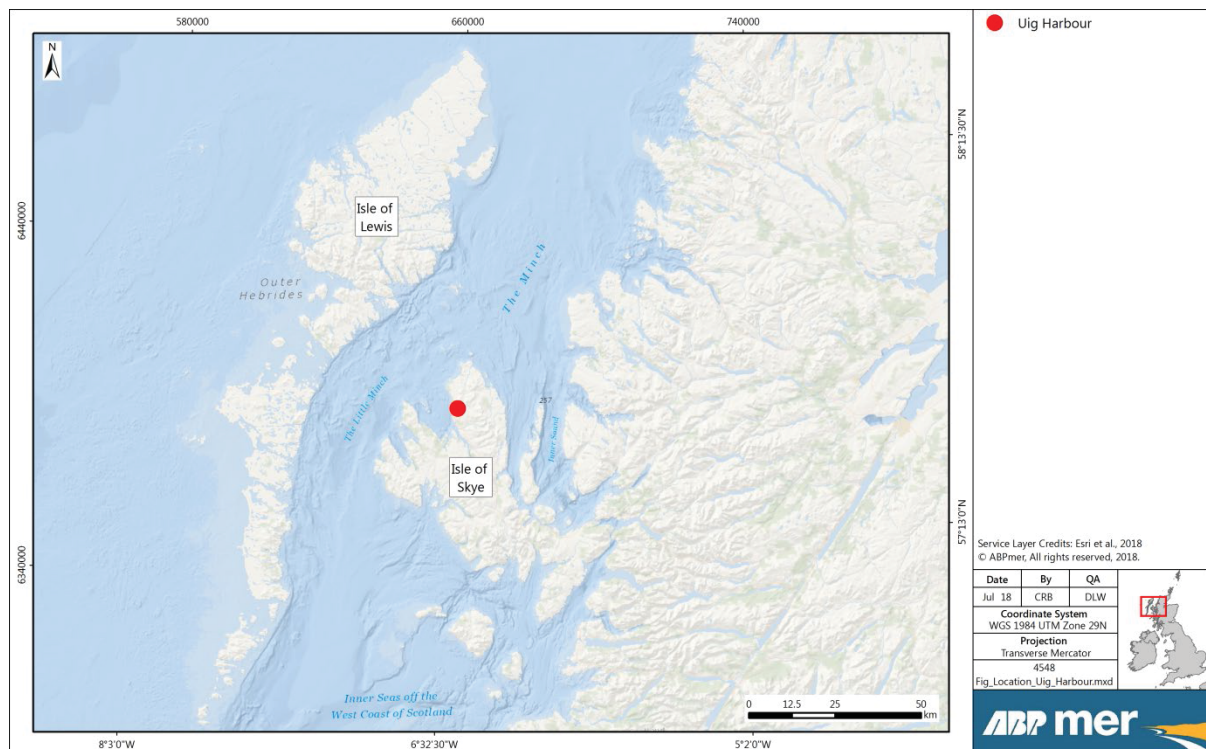 580000
660000
740000
N
58°13'30"N
6440000
Isle of
Lewis
The Minch
Outer
Hebrides
The Little Minch
257
Inner Sound
Isle of
Skye
57°13'0"N
6340000
Inner Seas off the
West Coast of Scotland
0 12.5 25 50
km
8°3'0"W
6°32'30"W
5°2'0"W
Uig Harbour
Service Layer Credits: Esri et al., 2018
© ABPmer, All rights reserved, 2018.
Date By QA
Jul 18 CRB DLW
Coordinate System
WGS 1984 UTM Zone 29N
Projection
Transverse Mercator
4548
Fig_Location_Uig_Harbour.mxd
ABPmer